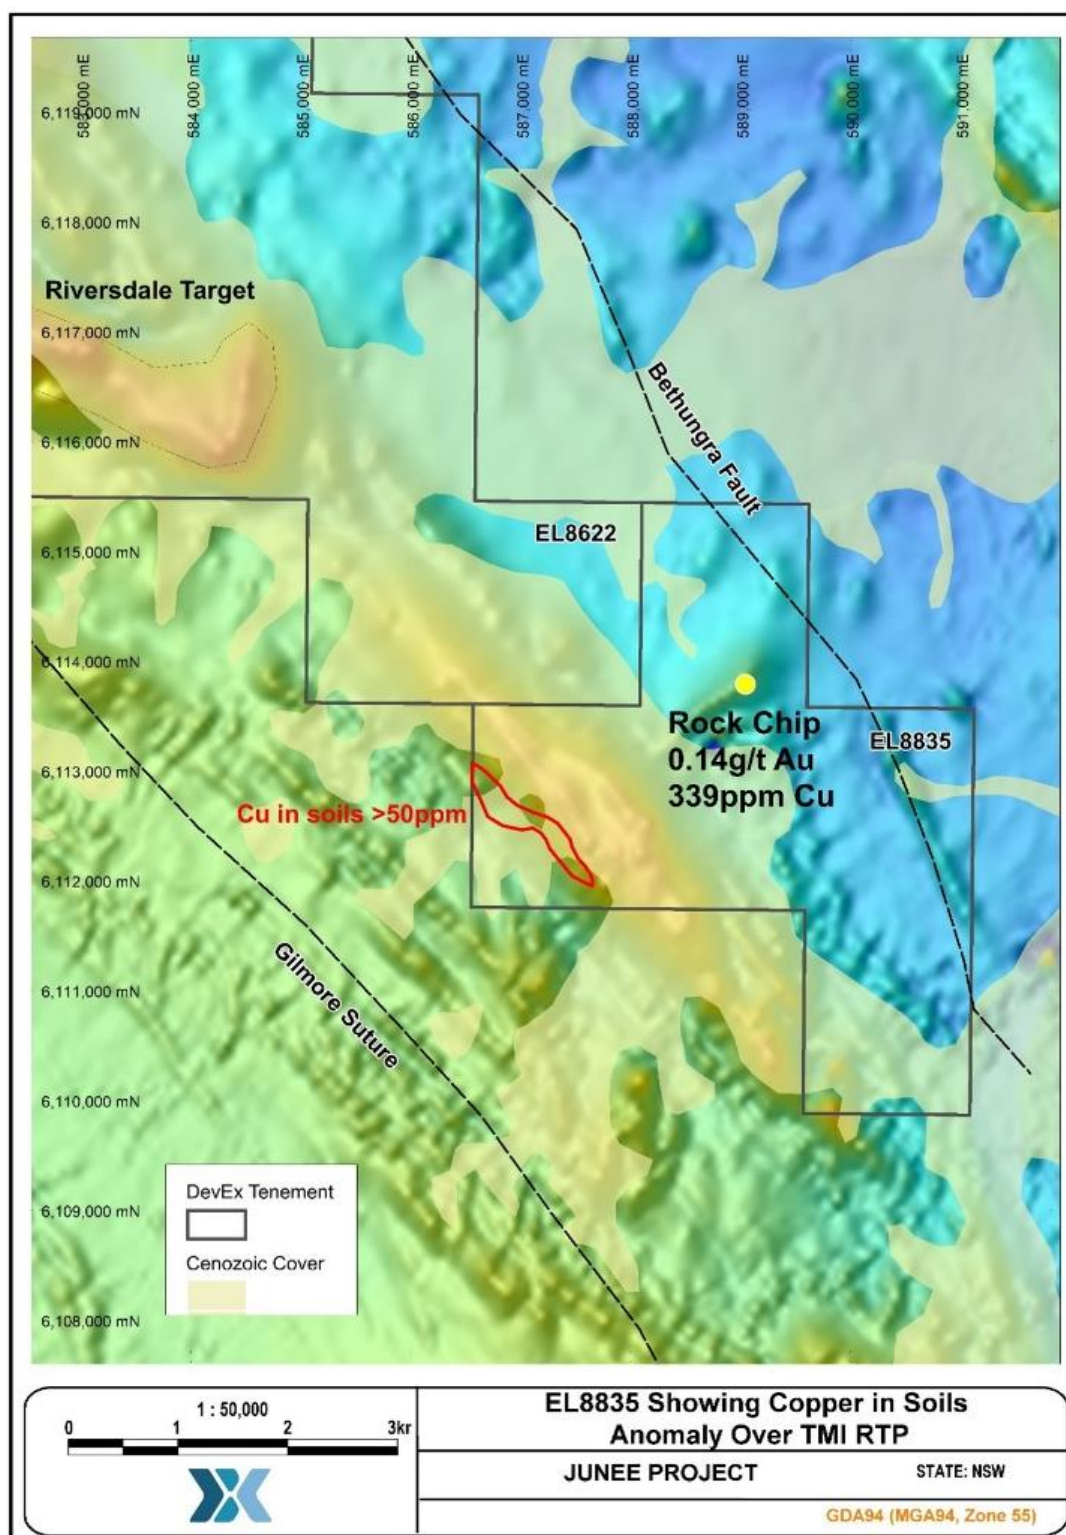 583,000 mE
584,000 mE
585,000 mE
586,000 mE
587,000 mE
588,000 mE
589,000 mE
590,000 mE
591,000 mE
6,119,000 mN
6,118,000 mN
Riversdale Target
6,117,000 mN
Bethungra Fault
6,116,000 mN
EL8622
6,115,000 mN
6,114,000 mN
Rock Chip
0.14g/t Au
339ppm Cu
EL8835
6,113,000 mN
Cu in soils >50ppm
6,112,000 mN
Gilmore Suture
6,111,000 mN
6,110,000 mN
6,109,000 mN
6,108,000 mN
DevEx Tenement
Cenozoic Cover
1 : 50,000
0 1 2 3kr
EL8835 Showing Copper in Soils
Anomaly Over TMI RTP
JUNEE PROJECT
STATE: NSW
GDA94 (MGA94, Zone 55)